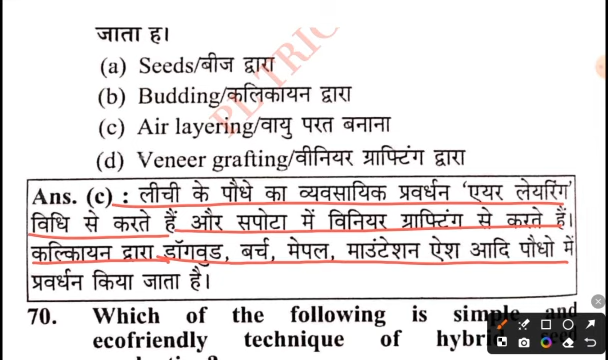 जाता ह।
(a) Seeds/बीज द्वारा
(b) Budding/कलिकायन द्वारा
(c) Air layering/वायु परत बनाना
(d) Veneer grafting/वीनियर ग्राफ्टिंग द्वारा
Ans. (c) : लीची के पौधे का व्यवसायिक प्रवर्धन 'एयर लेयरिंग'
विधि से करते हैं और सपोटा में विनियर ग्राफ्टिंग से करते हैं।
कल्कियान द्वारा डॉगवुड, बर्च, मेपल, माउंटेशन ऐश आदि पौधो में
प्रवर्धन किया जाता है।
70. Which of the following is simple and
ecofriendly technique of hybrid seed